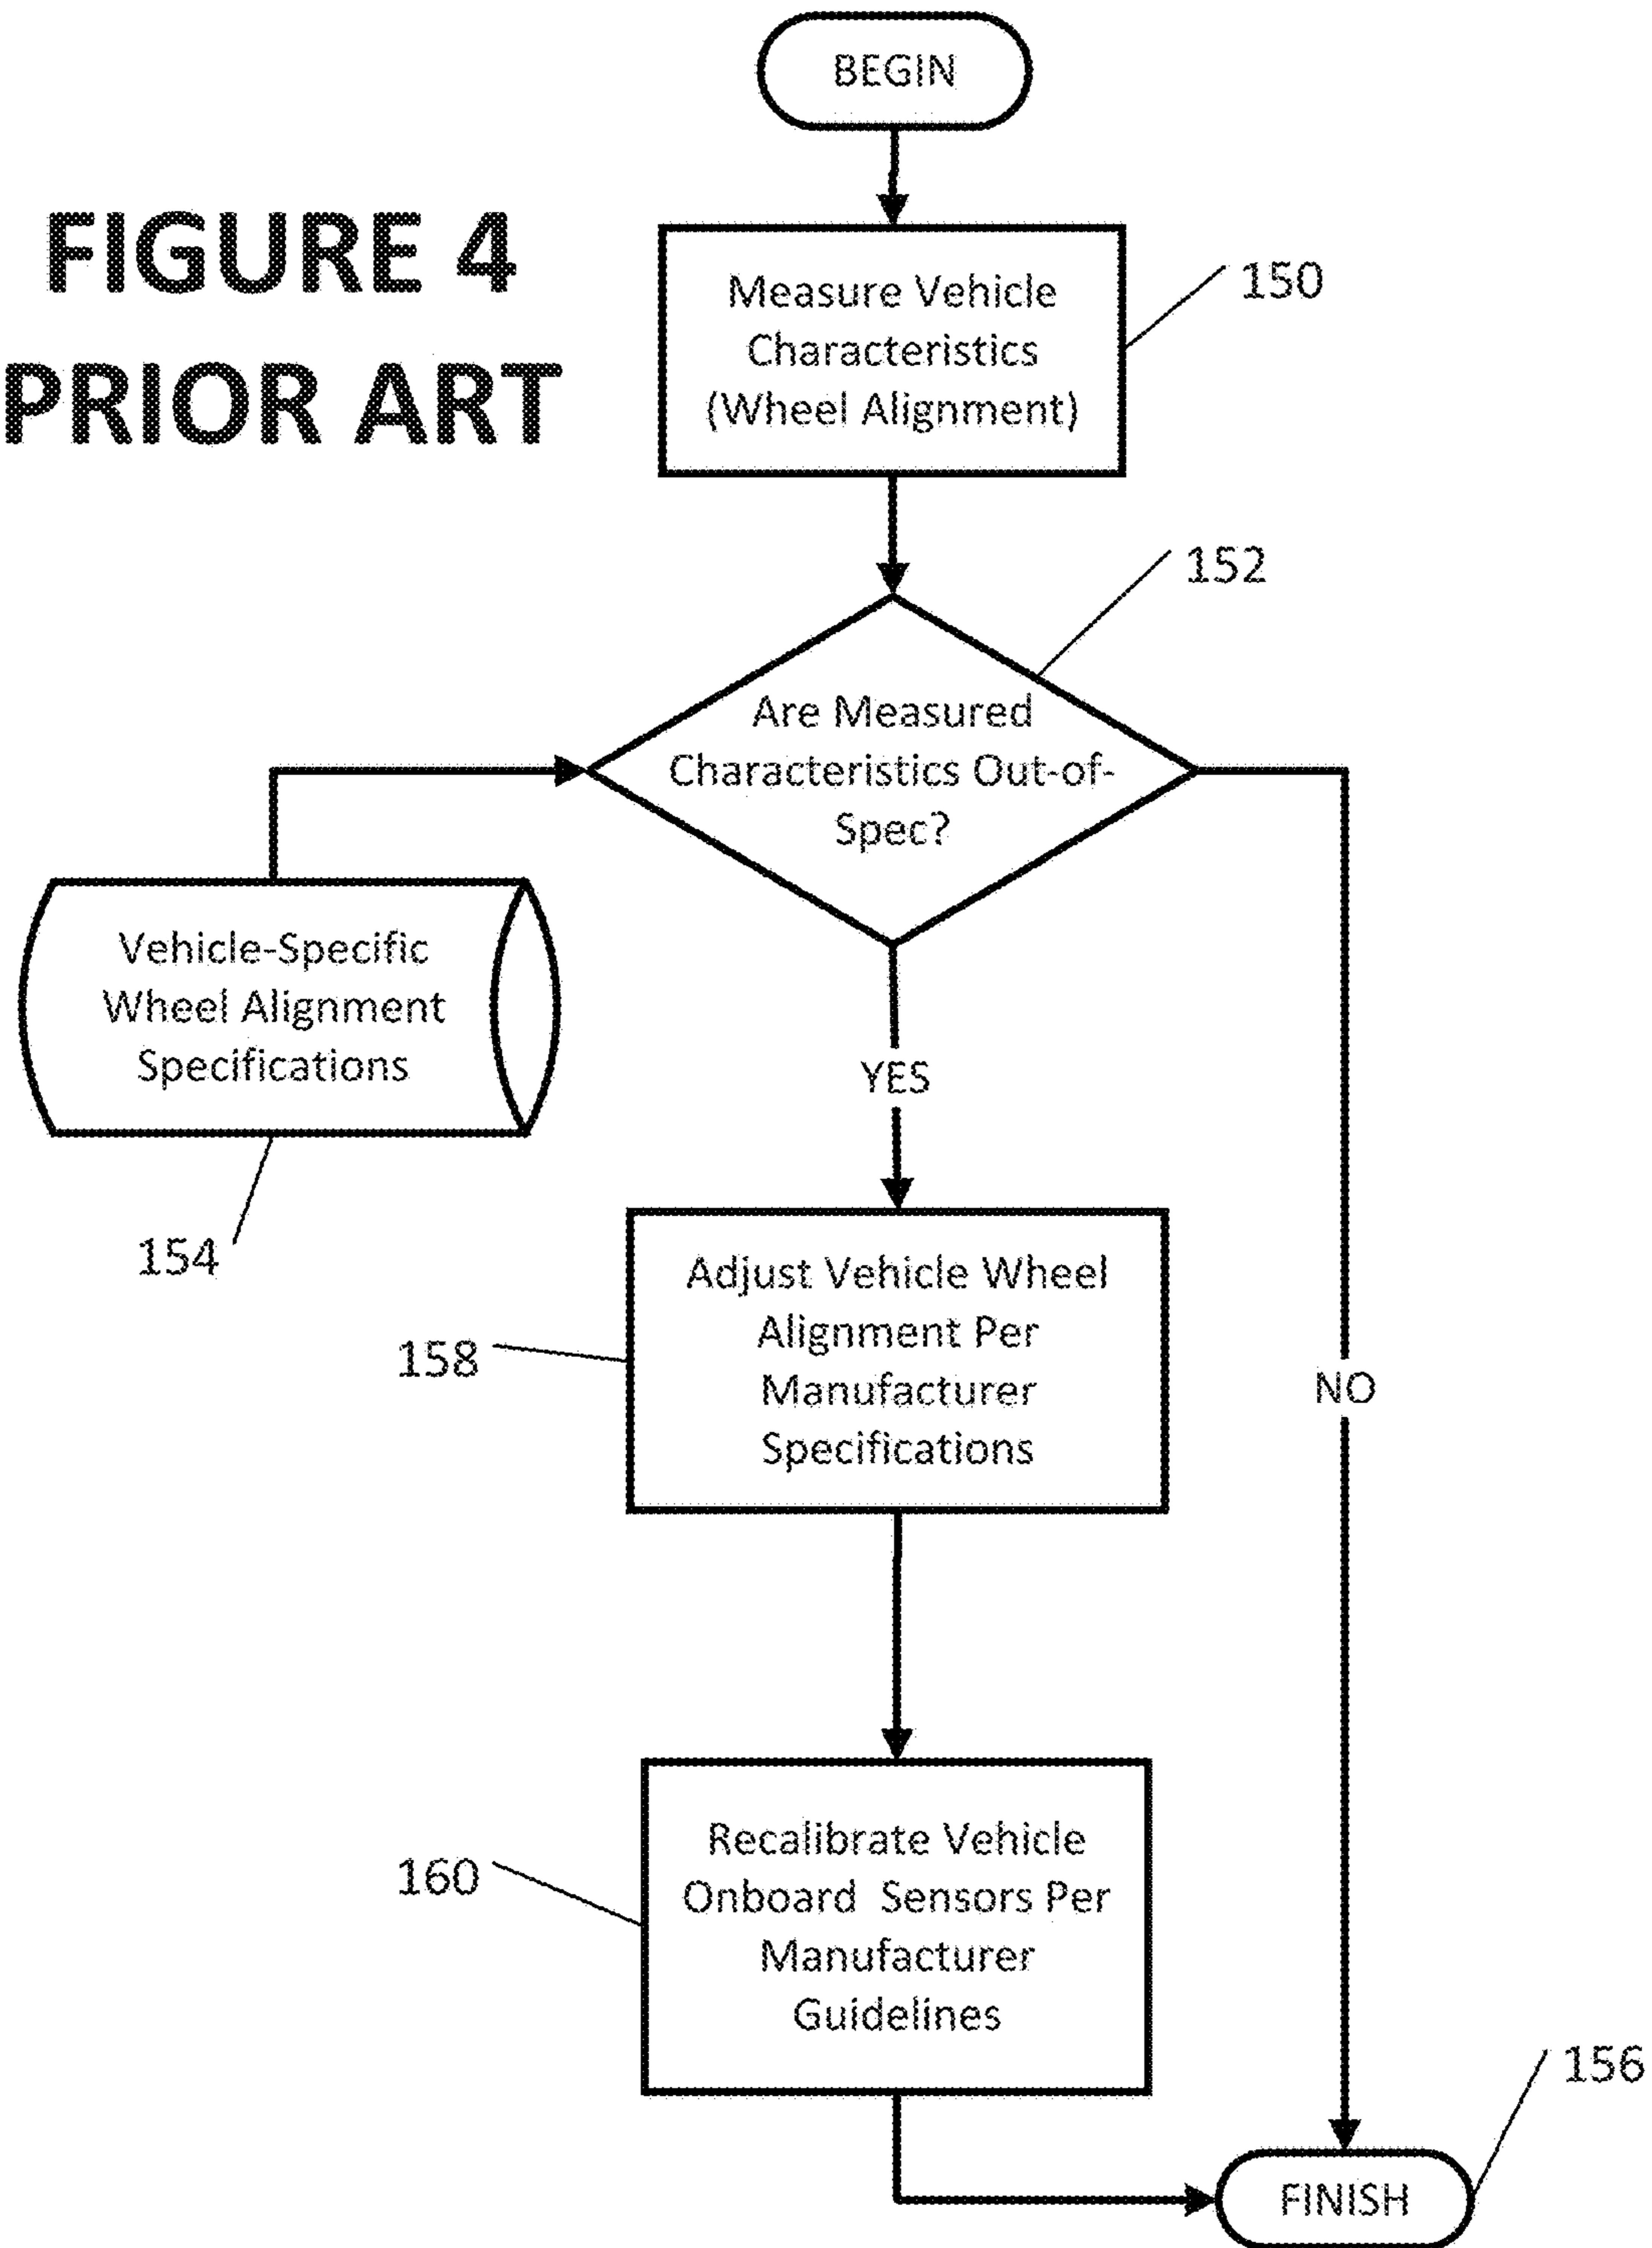 BEGIN
FIGURE 4
PRIOR ART
Measure Vehicle
Characteristics
(Wheel Alignment)
150
152
Are Measured
Characteristics Out-of-
Spec?
Vehicle-Specific
Wheel Alignment
Specifications
154
YES
Adjust Vehicle Wheel
Alignment Per
Manufacturer
Specifications
158
NO
Recalibrate Vehicle
Onboard Sensors Per
Manufacturer
Guidelines
160
156
FINISH